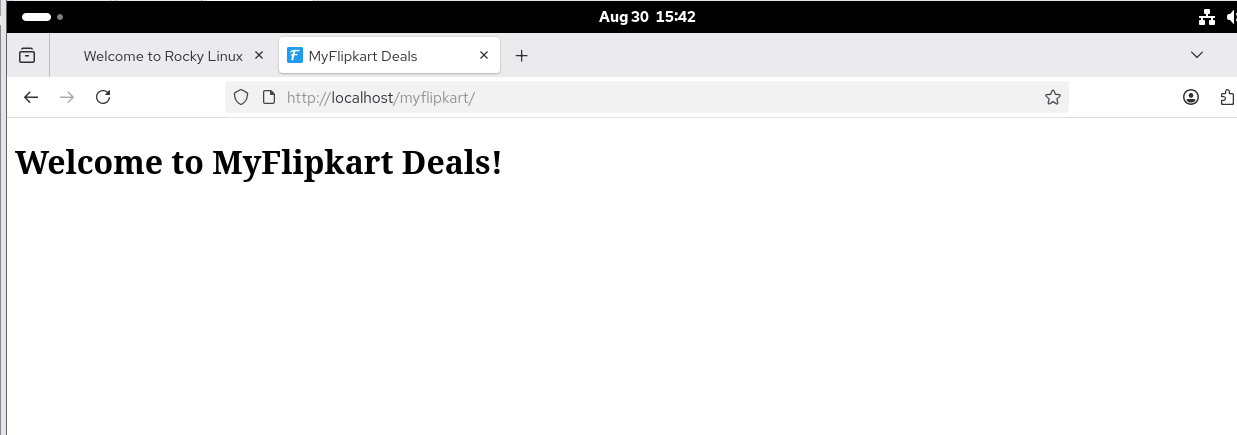 Aug 30 15:42
Welcome to Rocky Linux
MyFlipkart Deals
http://localhost/myflipkart/
Welcome to MyFlipkart Deals!